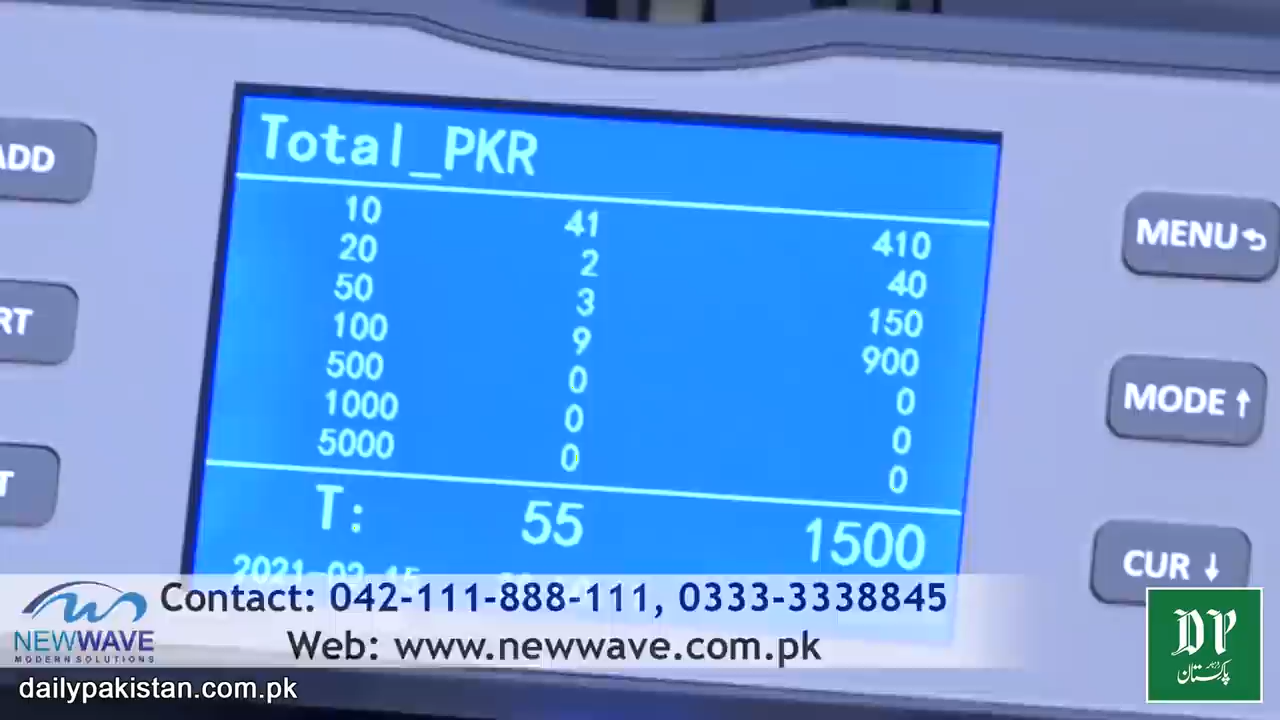 Total_PKR
10 41 410
20 2 40
50 3 150
100 9 900
500 0 0
1000 0 0
5000 0 0
T: 55 1500
ADD
RT
T
MENU
MODE ↑
CUR ↓
Contact: 042-111-888-111, 0333-3338845
Web: www.newwave.com.pk
NEWWAVE
MODERN SOLUTIONS
dailypakistan.com.pk
DP
پاکستان